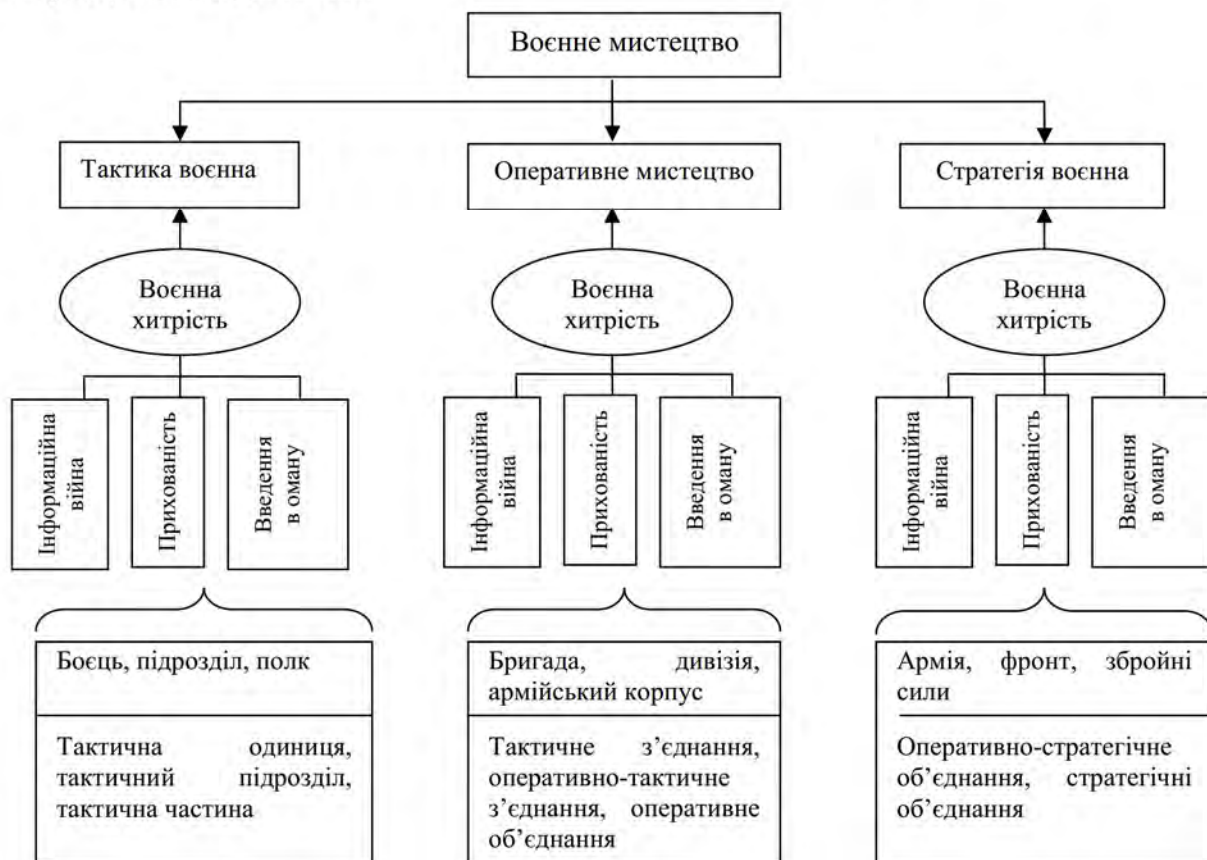 Воєнне мистецтво
Тактика воєнна
Оперативне мистецтво
Стратегія воєнна
Воєнна
хитрість
Воєнна
хитрість
Воєнна
хитрість
Інформаційна
війна
Прихованість
Введення
в оману
Інформаційна
війна
Прихованість
Введення
в оману
Інформаційна
війна
Прихованість
Введення
в оману
Боєць, підрозділ, полк
Тактична одиниця,
тактичний підрозділ,
тактична частина
Бригада, дивізія,
армійський корпус
Тактичне з’єднання,
оперативно-тактичне
з’єднання, оперативне
об’єднання
Армія, фронт, збройні
сили
Оперативно-стратегічне
об’єднання, стратегічні
об’єднання